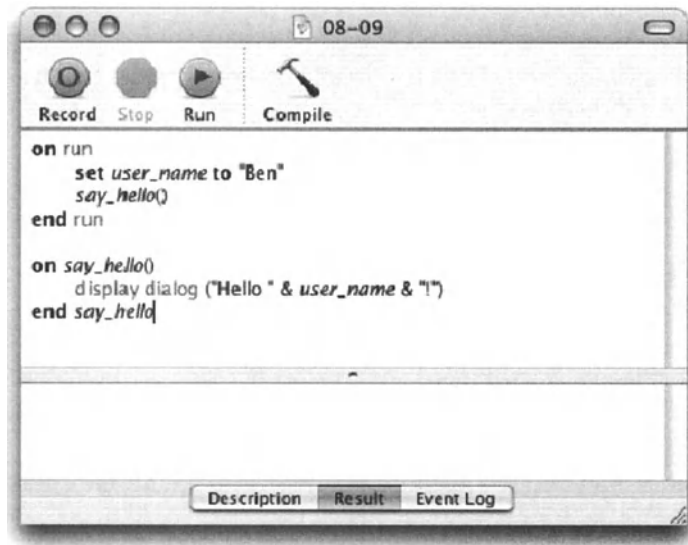 08-09
Record Stop Run Compile
on run
set user_name to "Ben"
say_hello()
end run
on say_hello()
display dialog ("Hello " & user_name & "!")
end say_hello
Description Result Event Log